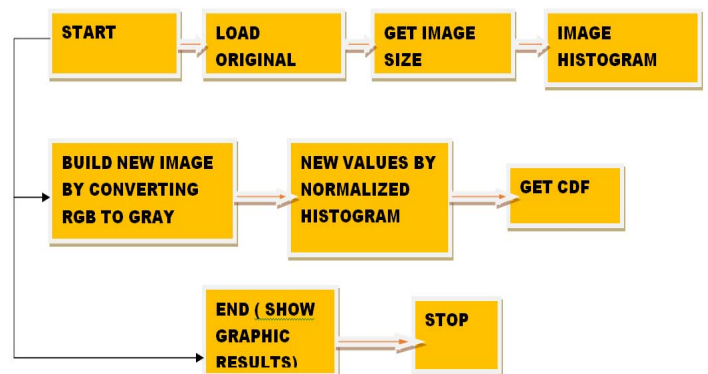 START
LOAD
ORIGINAL
GET IMAGE
SIZE
IMAGE
HISTOGRAM
BUILD NEW IMAGE
BY CONVERTING
RGB TO GRAY
NEW VALUES BY
NORMALIZED
HISTOGRAM
GET CDF
END ( SHOW
GRAPHIC
RESULTS)
STOP